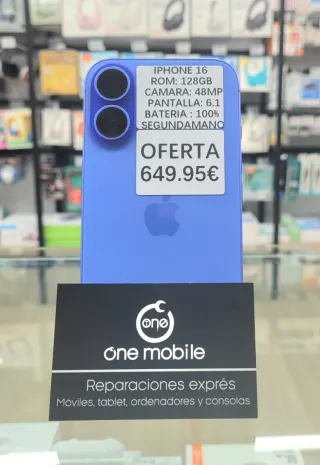 IPHONE 16
ROM: 128GB
CAMARA: 48MP
PANTALLA: 6.1
BATERIA : 100%
SEGUNDAMANO
OFERTA
649.95€
one
one mobile
Reparaciones exprés
Móviles, tablet, ordenadores y consolas